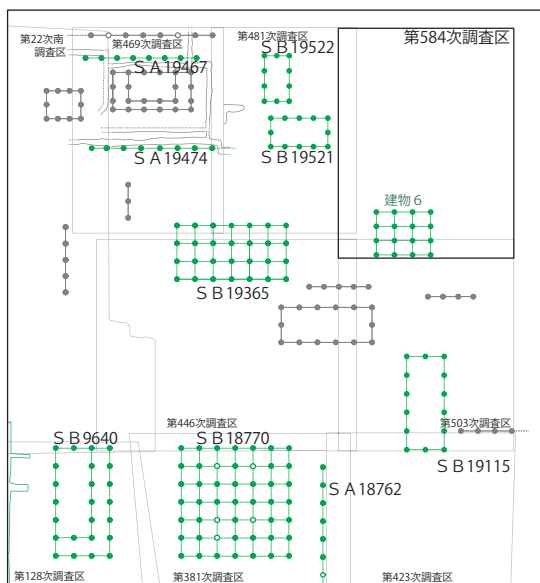 第22次南
調査区
第469次調査区
ＳＡ19467
第481次調査区
ＳＢ19522
第584次調査区
ＳＡ19474
ＳＢ19521
建物６
ＳＢ19365
第446次調査区
第503次調査区
ＳＢ9640
ＳＢ18770
ＳＢ19115
ＳＡ18762
第128次調査区
第381次調査区
第423次調査区